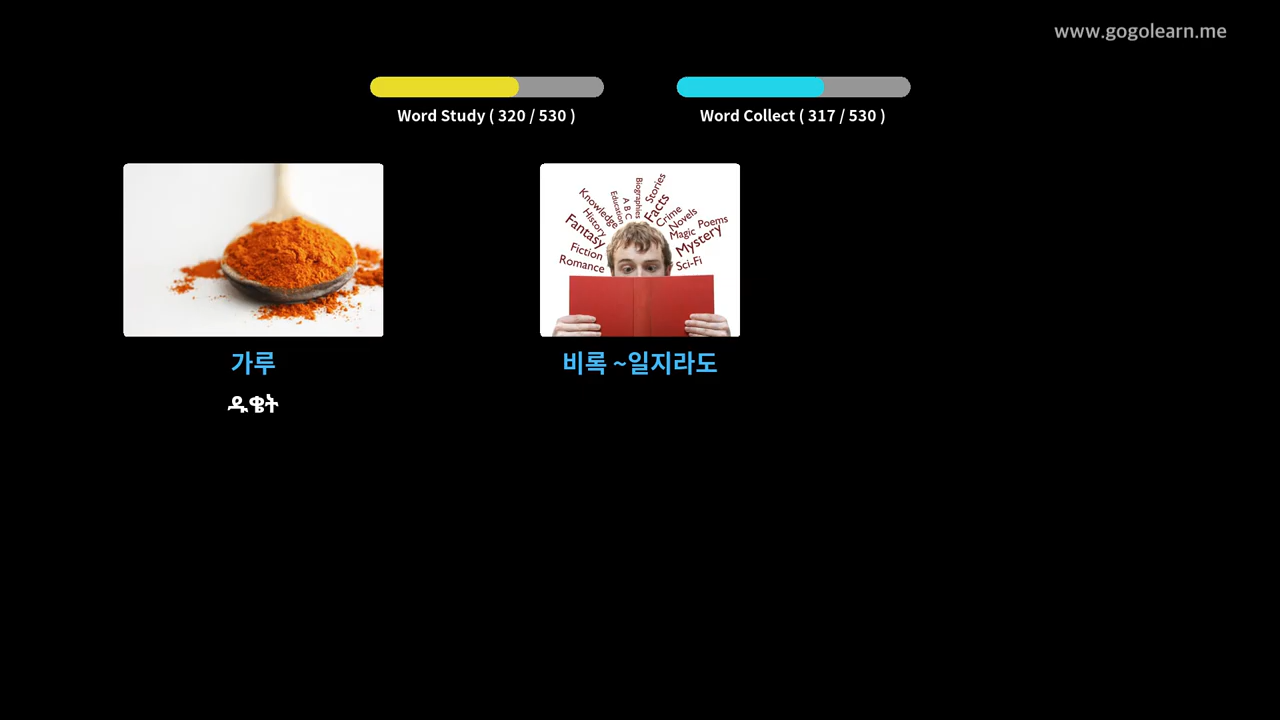 www.gogolearn.me
Word Study ( 320 / 530 )
Word Collect ( 317 / 530 )
Knowledge
Education
A B C
Biographies
Stories
Facts
Crime
Novels
Magic
Poems
Mystery
Sci-Fi
History
Fantasy
Fiction
Romance
가루
비록 ~일지라도
ዱቄት